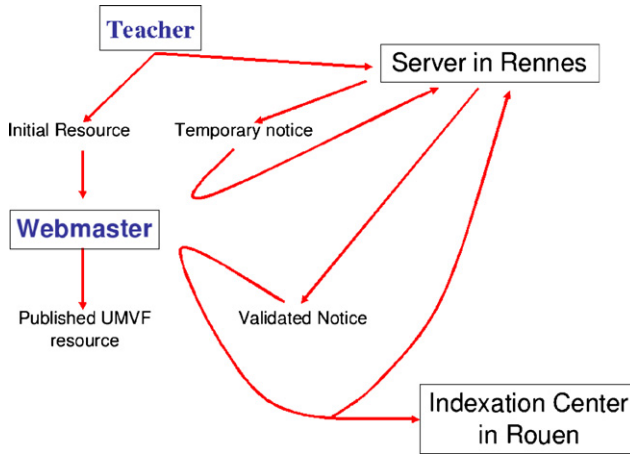 Teacher
Server in Rennes
Initial Resource
Temporary notice
Webmaster
Published UMVF
resource
Validated Notice
Indexation Center
in Rouen